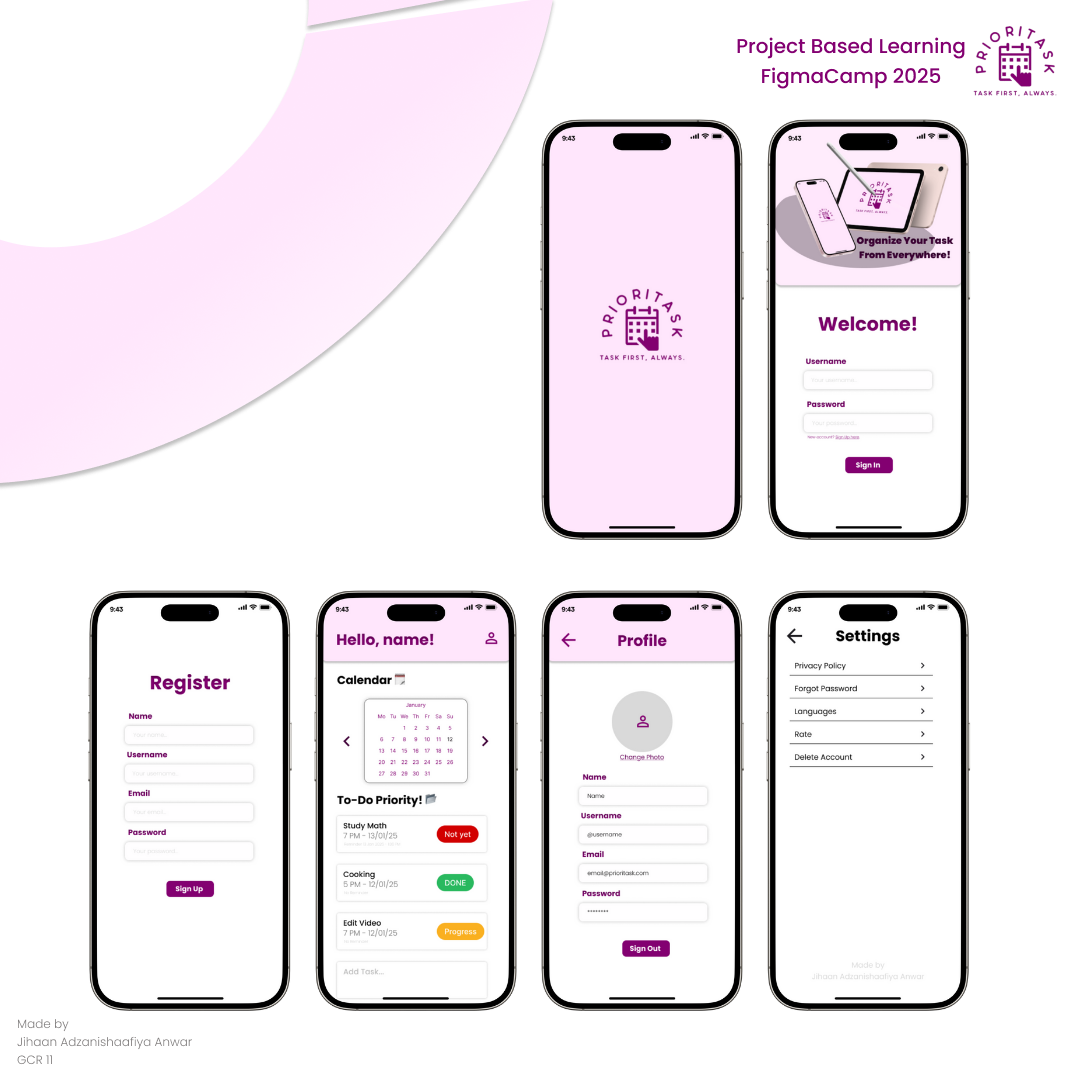 Project Based Learning
FigmaCamp 2025
PRIORITASK
TASK FIRST, ALWAYS.
9:43
PRIORITASK
TASK FIRST, ALWAYS.
9:43
PRIORITASK
TASK FIRST, ALWAYS.
Organize Your Task
From Everywhere!
Welcome!
Username
Your username...
Password
Your password...
New account? Sign Up Here
Sign In
9:43
Register
Name
Your name...
Username
Your username...
Email
Your email...
Password
Your password...
Sign Up
9:43
Hello, name!
Calendar
January
Mo Tu We Th Fr Sa Su
1 2 3 4 5
6 7 8 9 10 11 12
13 14 15 16 17 18 19
20 21 22 23 24 25 26
27 28 29 30 31
To-Do Priority!
Study Math
7 PM - 13/01/25
Not yet
Cooking
5 PM - 12/01/25
DONE
Edit Video
7 PM - 12/01/25
Progress
Add Task...
9:43
Profile
Change Photo
Name
Name
Username
@username
Email
email@prioritask.com
Password
********
Sign Out
9:43
Settings
Privacy Policy
Forgot Password
Languages
Rate
Delete Account
Made by
Jihaan Adzanishaafiya Anwar
Made by
Jihaan Adzanishaafiya Anwar
GCR 11